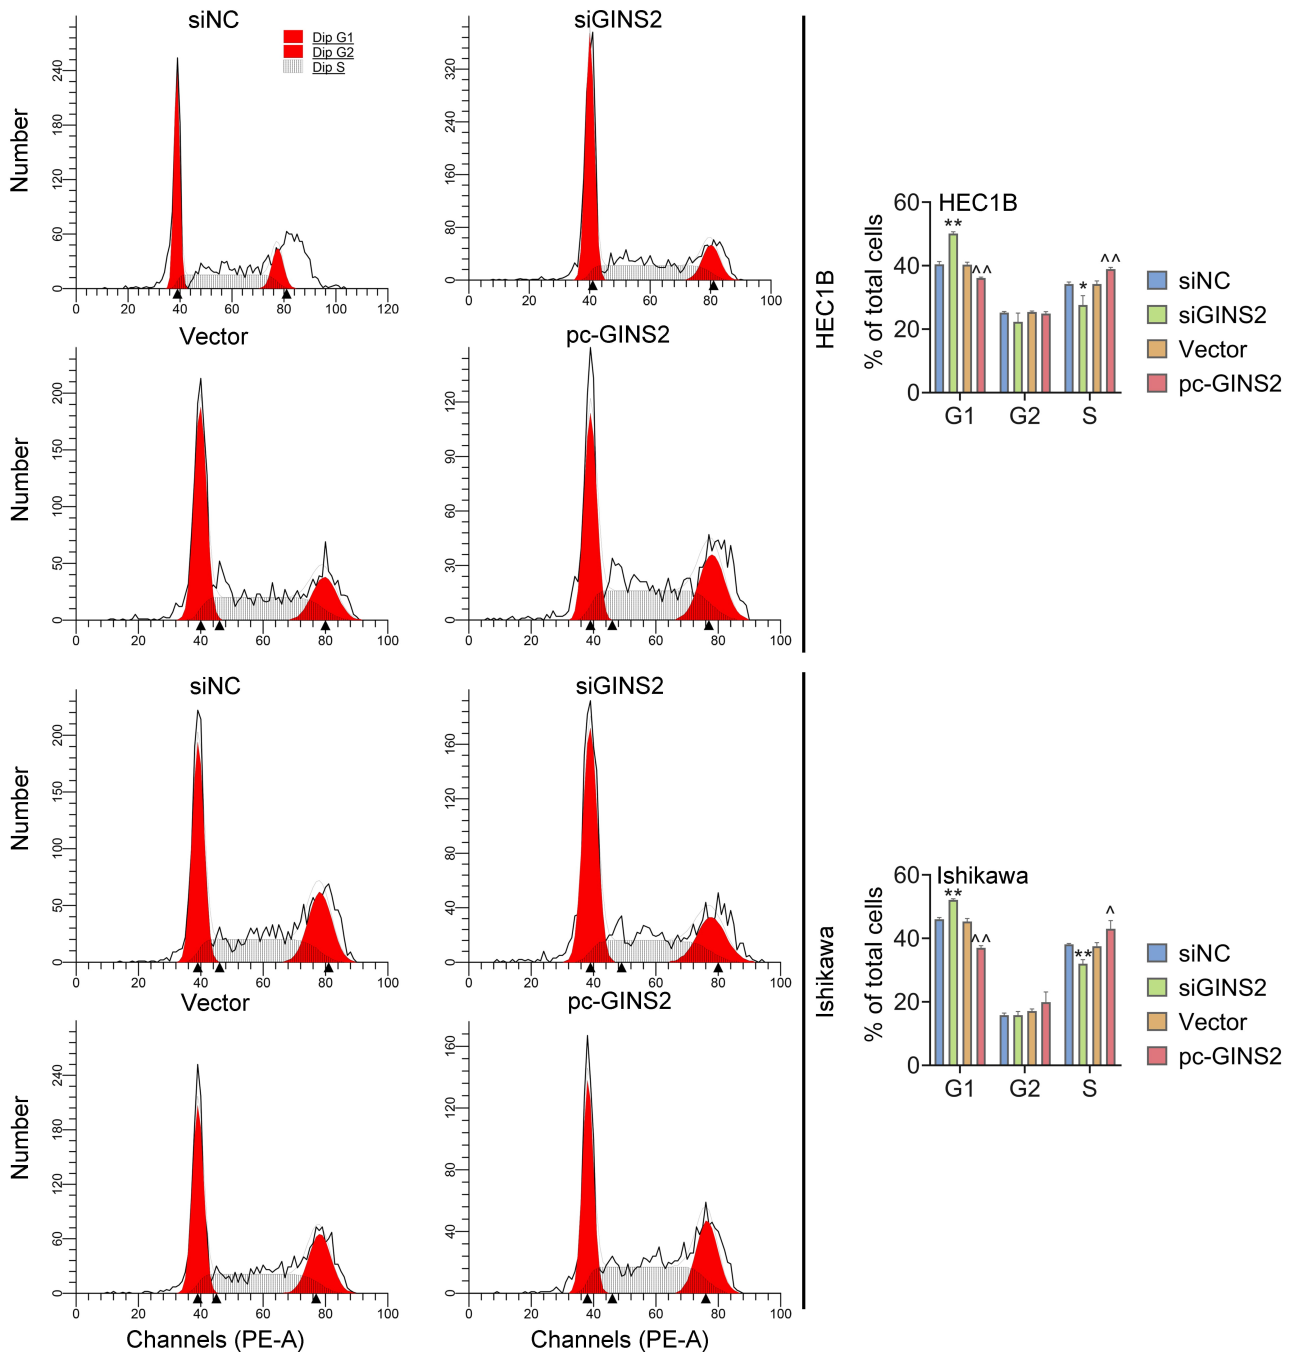 siNC
Dip G1
Dip G2
Dip S
Number
240
180
120
60
0
0 20 40 60 80 100 120
siGINS2
320
240
160
80
0
0 20 40 60 80 100
Vector
Number
200
150
100
50
0
0 20 40 60 80 100
pc-GINS2
120
90
60
30
0
0 20 40 60 80 100
HEC1B
HEC1B
% of total cells
60
40
20
0
**
^^
*
^^
G1 G2 S
siNC
siGINS2
Vector
pc-GINS2
siNC
Number
200
150
100
50
0
0 20 40 60 80 100
siGINS2
160
120
80
40
0
0 20 40 60 80 100
Vector
Number
240
180
120
60
0
0 20 40 60 80 100
Channels (PE-A)
pc-GINS2
160
120
80
40
0
0 20 40 60 80 100
Channels (PE-A)
Ishikawa
Ishikawa
% of total cells
60
40
20
0
**
^^
**
^
G1 G2 S
siNC
siGINS2
Vector
pc-GINS2